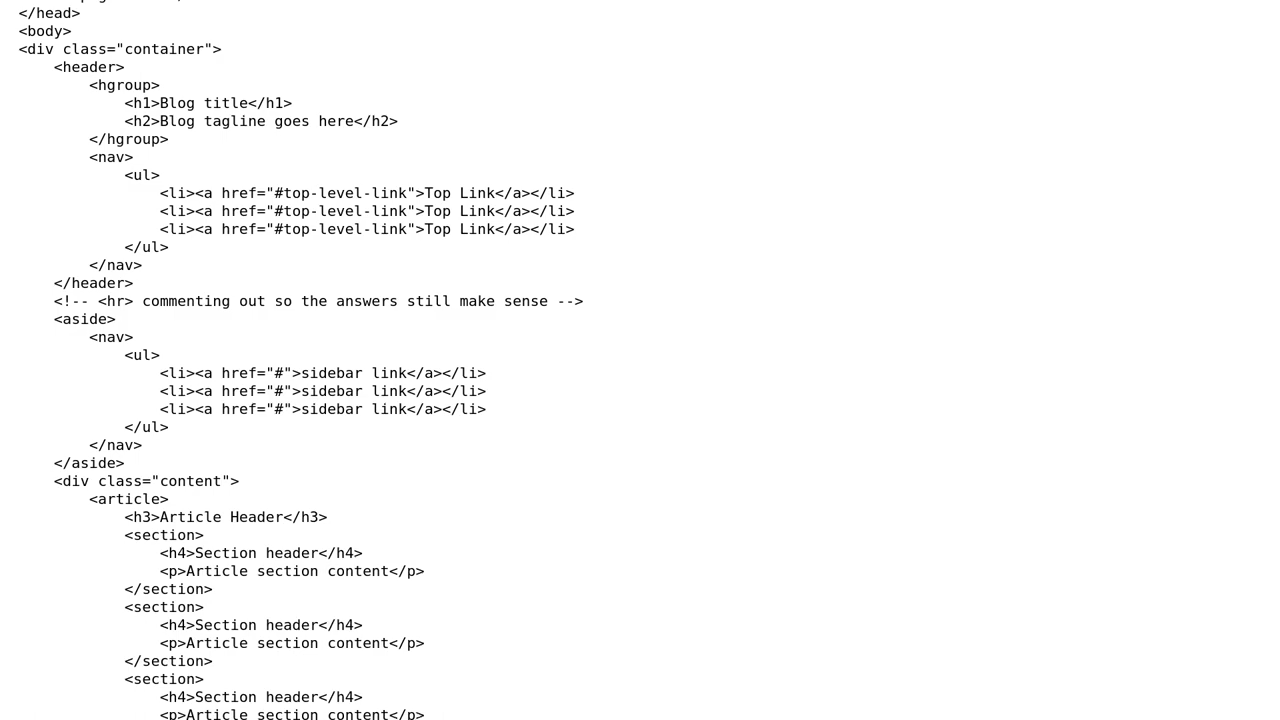 </head>
<body>
<div class="container">
    <header>
        <hgroup>
            <h1>Blog title</h1>
            <h2>Blog tagline goes here</h2>
        </hgroup>
        <nav>
            <ul>
                <li><a href="#top-level-link">Top Link</a></li>
                <li><a href="#top-level-link">Top Link</a></li>
                <li><a href="#top-level-link">Top Link</a></li>
            </ul>
        </nav>
    </header>
    <!-- <hr> commenting out so the answers still make sense -->
    <aside>
        <nav>
            <ul>
                <li><a href="#">sidebar link</a></li>
                <li><a href="#">sidebar link</a></li>
                <li><a href="#">sidebar link</a></li>
            </ul>
        </nav>
    </aside>
    <div class="content">
        <article>
            <h3>Article Header</h3>
            <section>
                <h4>Section header</h4>
                <p>Article section content</p>
            </section>
            <section>
                <h4>Section header</h4>
                <p>Article section content</p>
            </section>
            <section>
                <h4>Section header</h4>
                <p>Article section content</p>